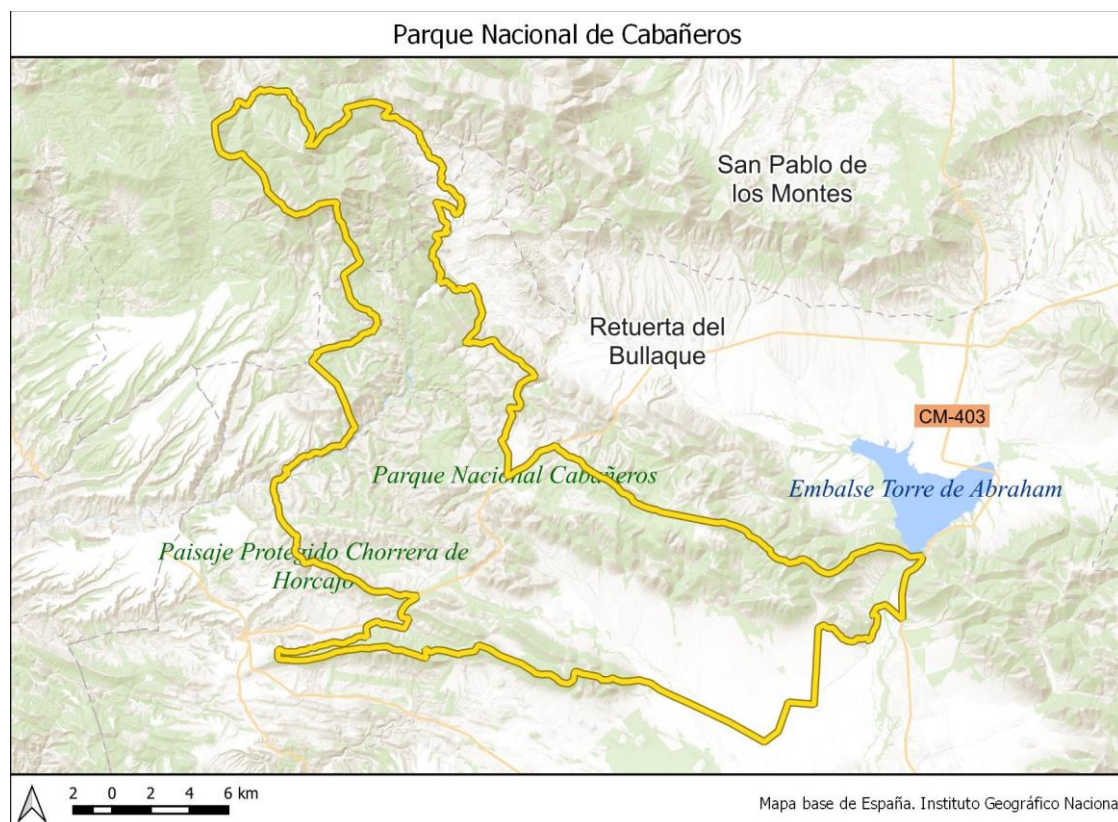 Parque Nacional de Cabañeros
San Pablo de
los Montes
Retuerta del
Bullaque
CM-403
Parque Nacional Cabañeros
Embalse Torre de Abraham
Paisaje Protegido Chorrera de
Horcajo
2 0 2 4 6 km
Mapa base de España. Instituto Geográfico Naciona